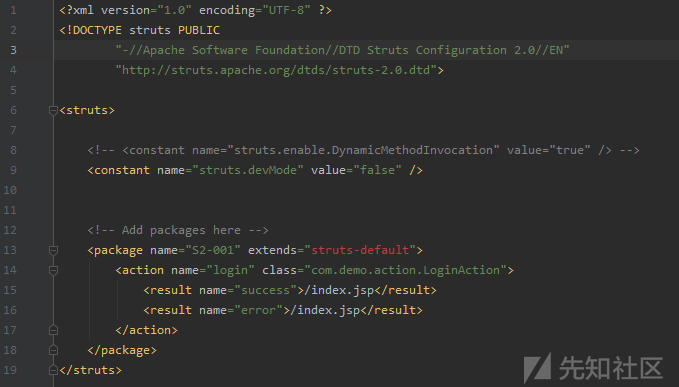 1 <?xml version="1.0" encoding="UTF-8" ?>
2 <!DOCTYPE struts PUBLIC
3 "-//Apache Software Foundation//DTD Struts Configuration 2.0//EN"
4 "http://struts.apache.org/dtds/struts-2.0.dtd">
5
6 <struts>
7
8 <!-- <constant name="struts.enable.DynamicMethodInvocation" value="true" /> -->
9 <constant name="struts.devMode" value="false" />
10
11
12 <!-- Add packages here -->
13 <package name="S2-001" extends="struts-default">
14 <action name="login" class="com.demo.action.LoginAction">
15 <result name="success">/index.jsp</result>
16 <result name="error">/index.jsp</result>
17 </action>
18 </package>
19 </struts>
先知社区